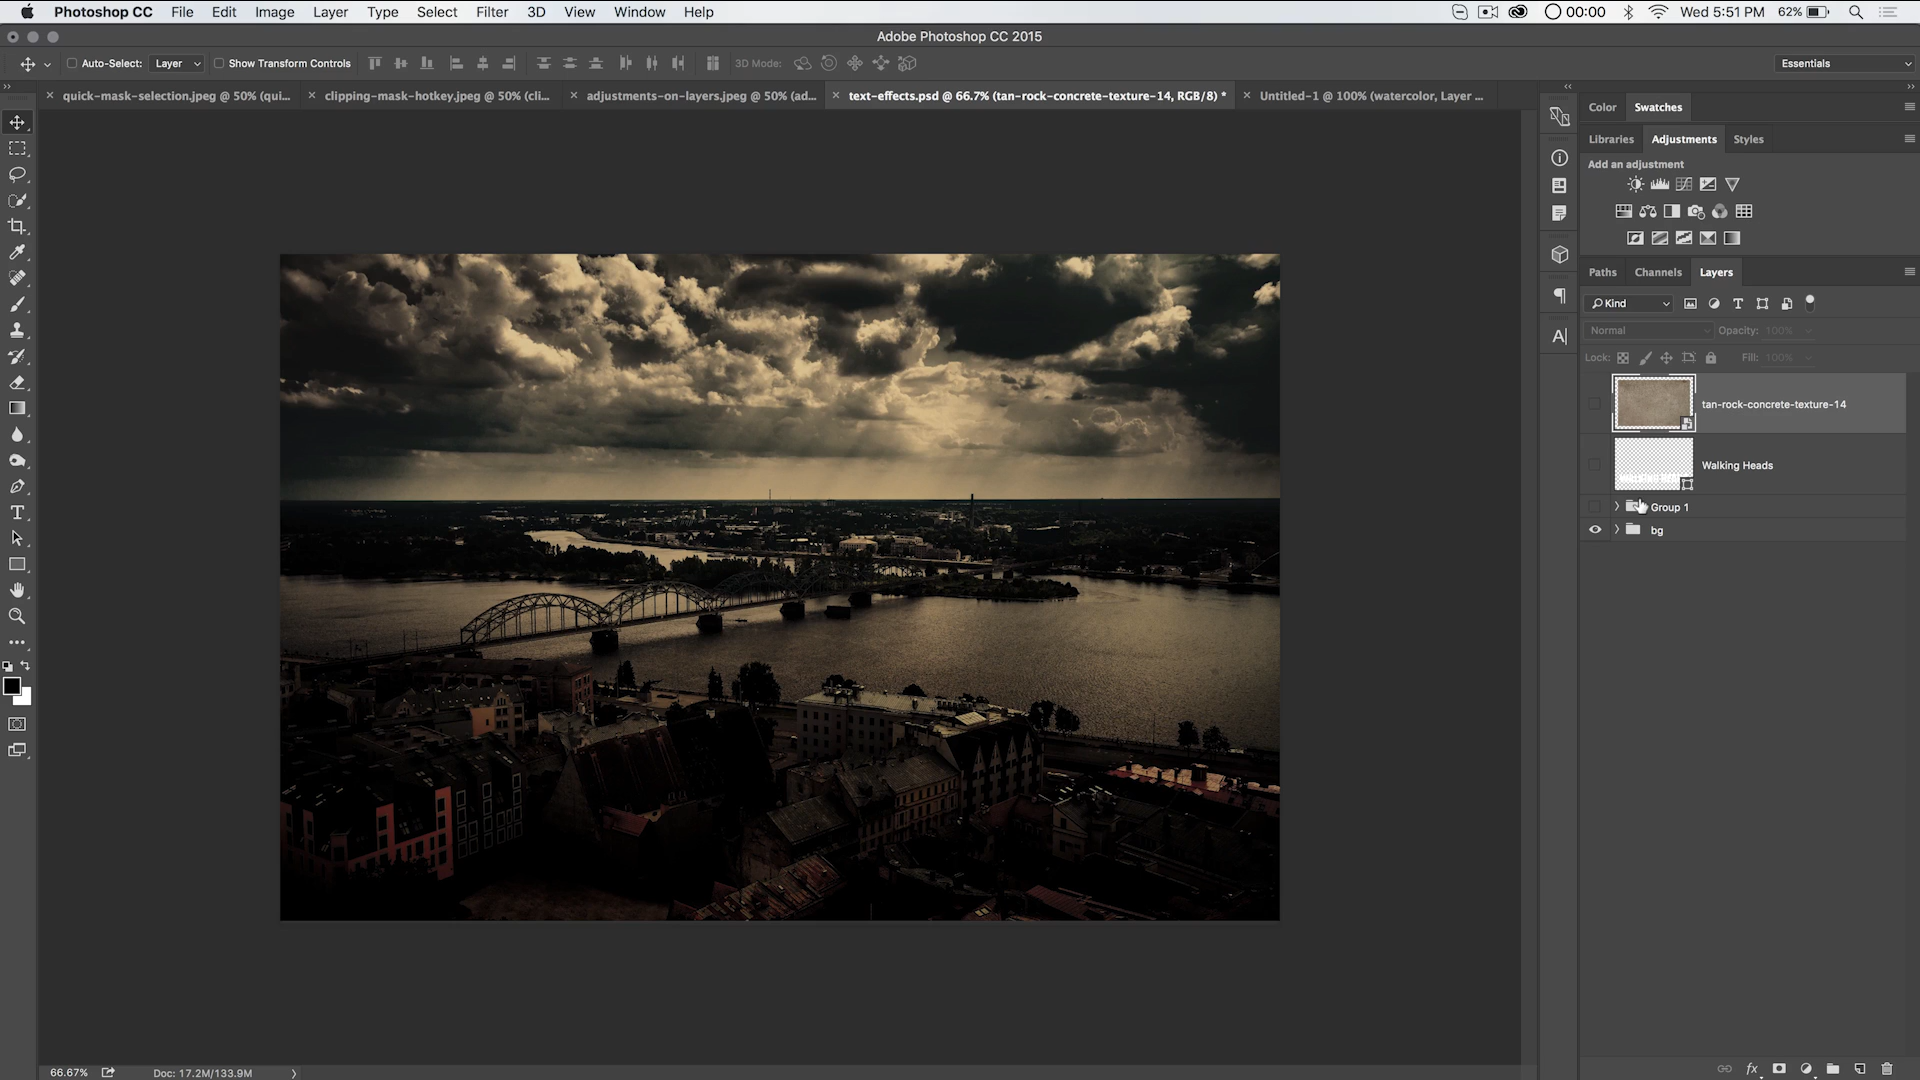 Photoshop CC File Edit Image Layer Type Select Filter 3D View Window Help 00:00 Wed 5:51 PM 62%
Adobe Photoshop CC 2015
Auto-Select: Layer Show Transform Controls 3D Mode: Essentials
quick-mask-selection.jpeg @ 50% (qui... clipping-mask-hotkey.jpeg @ 50% (cli... adjustments-on-layers.jpeg @ 50% (ad... text-effects.psd @ 66.7% (tan-rock-concrete-texture-14, RGB/8) * Untitled-1 @ 100% (watercolor, Layer ...
Color Swatches
Libraries Adjustments Styles
Add an adjustment
Paths Channels Layers
Kind
Normal Opacity: 100%
Lock: Fill: 100%
tan-rock-concrete-texture-14
Walking Heads
Group 1
bg
66.67% Doc: 17.2M/133.9M